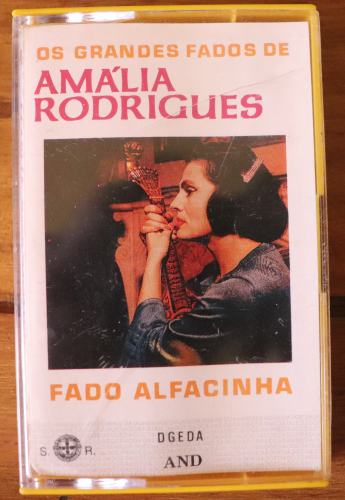 OS GRANDES FADOS DE
AMÁLIA
RODRIGUES
FADO ALFACINHA
S. R.
DGEDA
AND